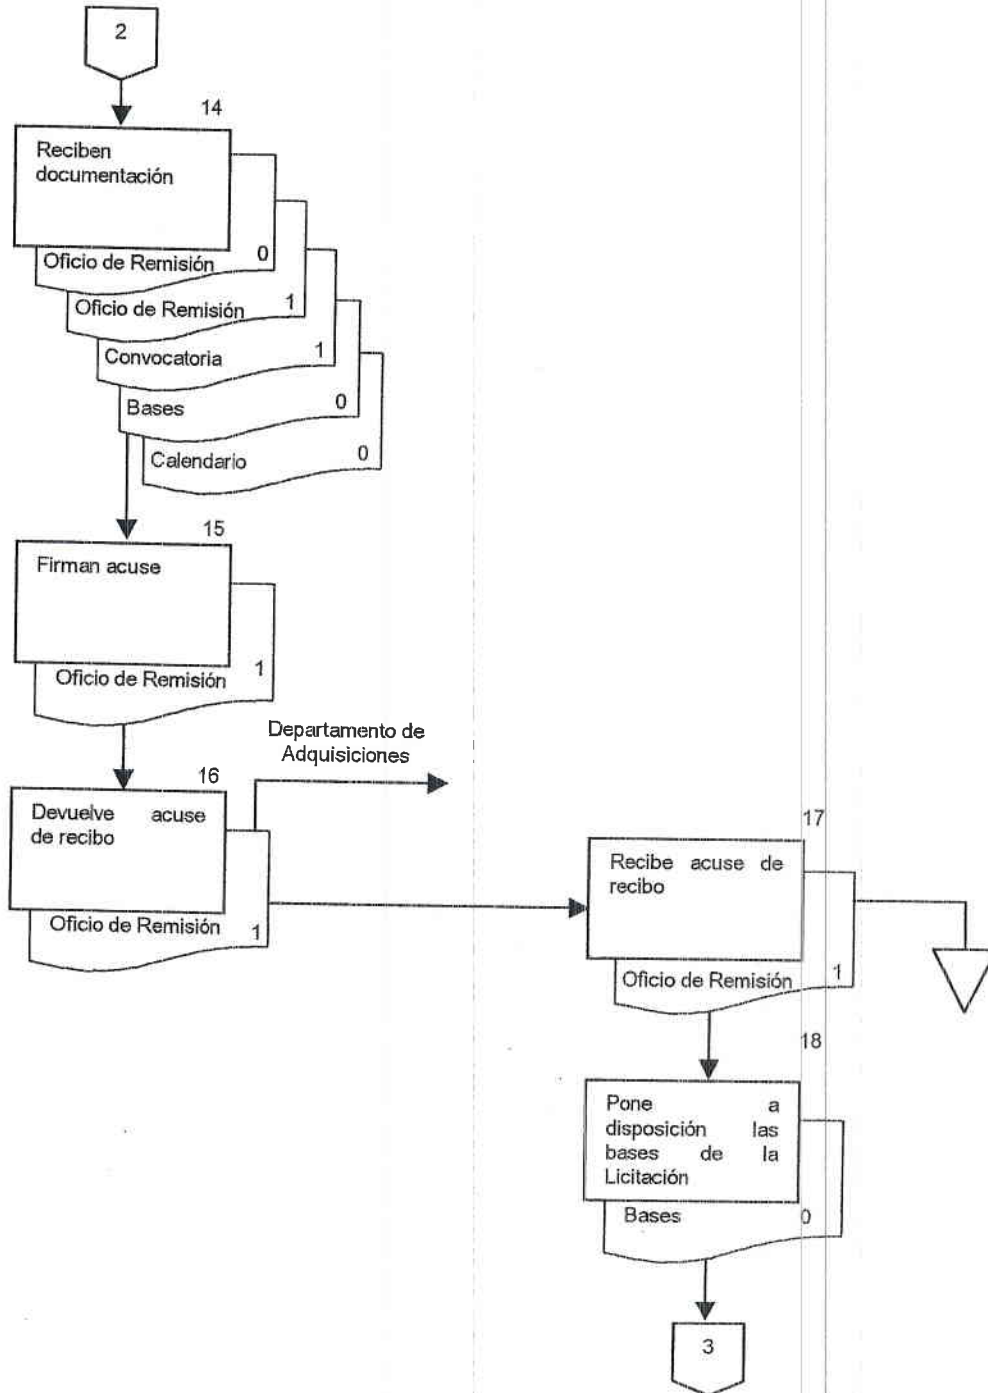 2
14
Reciben
documentación
Oficio de Remisión 0
Oficio de Remisión 1
Convocatoria 1
Bases 0
Calendario 0
15
Firman acuse
Oficio de Remisión 1
Departamento de
Adquisiciones
16
Devuelve acuse
de recibo
Oficio de Remisión 1
17
Recibe acuse de
recibo
Oficio de Remisión 1
18
Pone a
disposición las
bases de la
Licitación
Bases 0
3